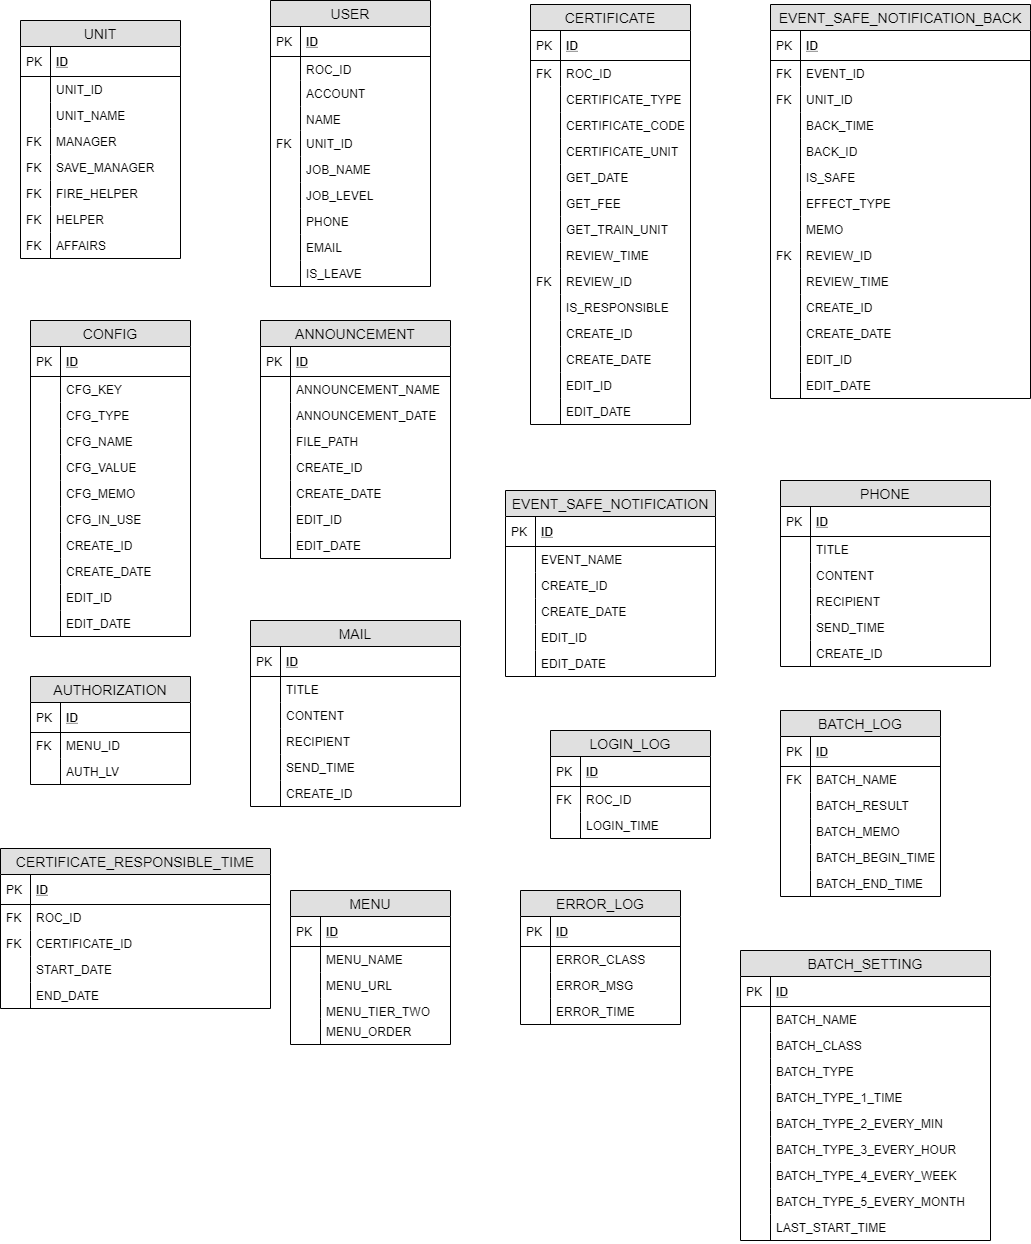 UNIT
PK ID
UNIT_ID
UNIT_NAME
FK MANAGER
FK SAVE_MANAGER
FK FIRE_HELPER
FK HELPER
FK AFFAIRS
USER
PK ID
ROC_ID
ACCOUNT
NAME
FK UNIT_ID
JOB_NAME
JOB_LEVEL
PHONE
EMAIL
IS_LEAVE
CERTIFICATE
PK ID
FK ROC_ID
CERTIFICATE_TYPE
CERTIFICATE_CODE
CERTIFICATE_UNIT
GET_DATE
GET_FEE
GET_TRAIN_UNIT
REVIEW_TIME
FK REVIEW_ID
IS_RESPONSIBLE
CREATE_ID
CREATE_DATE
EDIT_ID
EDIT_DATE
EVENT_SAFE_NOTIFICATION_BACK
PK ID
FK EVENT_ID
FK UNIT_ID
BACK_TIME
BACK_ID
IS_SAFE
EFFECT_TYPE
MEMO
FK REVIEW_ID
REVIEW_TIME
CREATE_ID
CREATE_DATE
EDIT_ID
EDIT_DATE
CONFIG
PK ID
CFG_KEY
CFG_TYPE
CFG_NAME
CFG_VALUE
CFG_MEMO
CFG_IN_USE
CREATE_ID
CREATE_DATE
EDIT_ID
EDIT_DATE
ANNOUNCEMENT
PK ID
ANNOUNCEMENT_NAME
ANNOUNCEMENT_DATE
FILE_PATH
CREATE_ID
CREATE_DATE
EDIT_ID
EDIT_DATE
EVENT_SAFE_NOTIFICATION
PK ID
EVENT_NAME
CREATE_ID
CREATE_DATE
EDIT_ID
EDIT_DATE
PHONE
PK ID
TITLE
CONTENT
RECIPIENT
SEND_TIME
CREATE_ID
AUTHORIZATION
PK ID
FK MENU_ID
AUTH_LV
MAIL
PK ID
TITLE
CONTENT
RECIPIENT
SEND_TIME
CREATE_ID
LOGIN_LOG
PK ID
FK ROC_ID
LOGIN_TIME
BATCH_LOG
PK ID
FK BATCH_NAME
BATCH_RESULT
BATCH_MEMO
BATCH_BEGIN_TIME
BATCH_END_TIME
CERTIFICATE_RESPONSIBLE_TIME
PK ID
FK ROC_ID
FK CERTIFICATE_ID
START_DATE
END_DATE
MENU
PK ID
MENU_NAME
MENU_URL
MENU_TIER_TWO
MENU_ORDER
ERROR_LOG
PK ID
ERROR_CLASS
ERROR_MSG
ERROR_TIME
BATCH_SETTING
PK ID
BATCH_NAME
BATCH_CLASS
BATCH_TYPE
BATCH_TYPE_1_TIME
BATCH_TYPE_2_EVERY_MIN
BATCH_TYPE_3_EVERY_HOUR
BATCH_TYPE_4_EVERY_WEEK
BATCH_TYPE_5_EVERY_MONTH
LAST_START_TIME